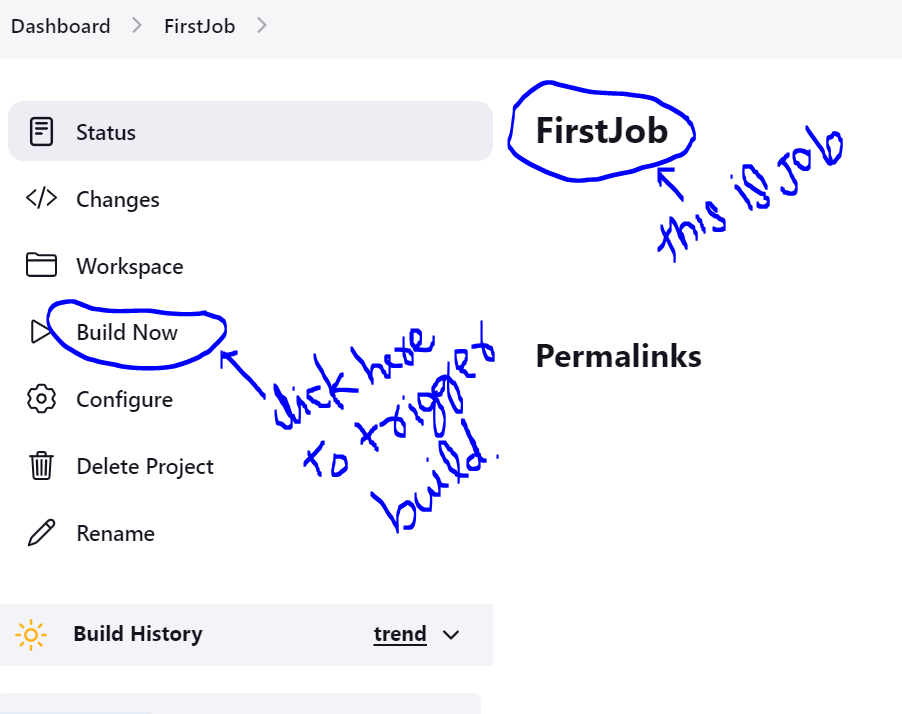 Dashboard > FirstJob >
Status
Changes
Workspace
Build Now
Configure
Delete Project
Rename
Build History trend
FirstJob
this is job
Permalinks
click here
to trigger
build.